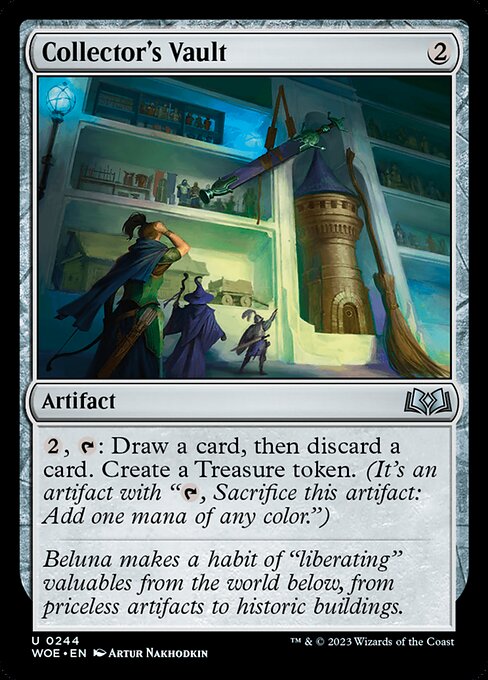 Collector's Vault 2
Artifact
2, : Draw a card, then discard a
card. Create a Treasure token. (It's an
artifact with “, Sacrifice this artifact:
Add one mana of any color.”)
Beluna makes a habit of “liberating”
valuables from the world below, from
priceless artifacts to historic buildings.
U 0244
WOE • EN Artur Nakhodkin
™ & © 2023 Wizards of the Coast